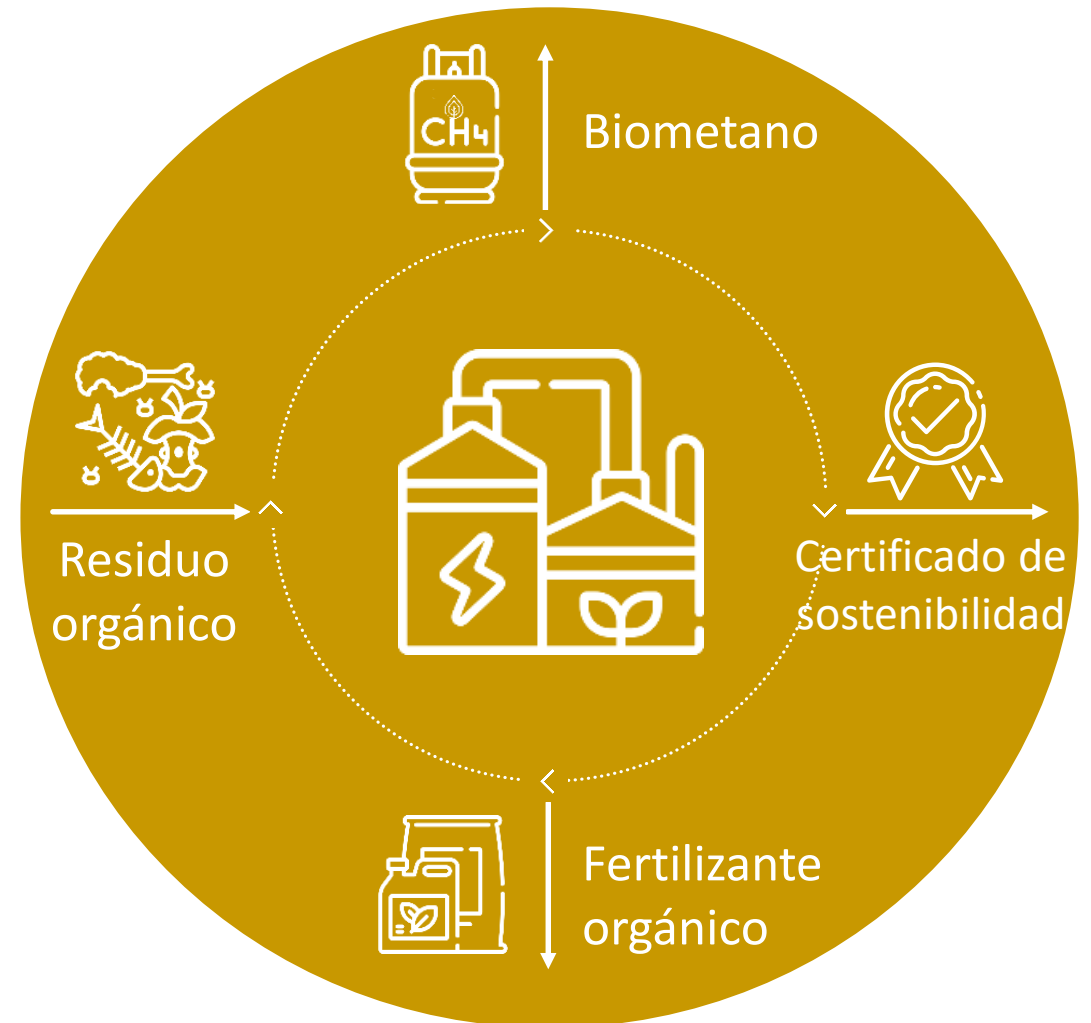 CH4
Biometano
Residuo
orgánico
Certificado de
sostenibilidad
Fertilizante
orgánico